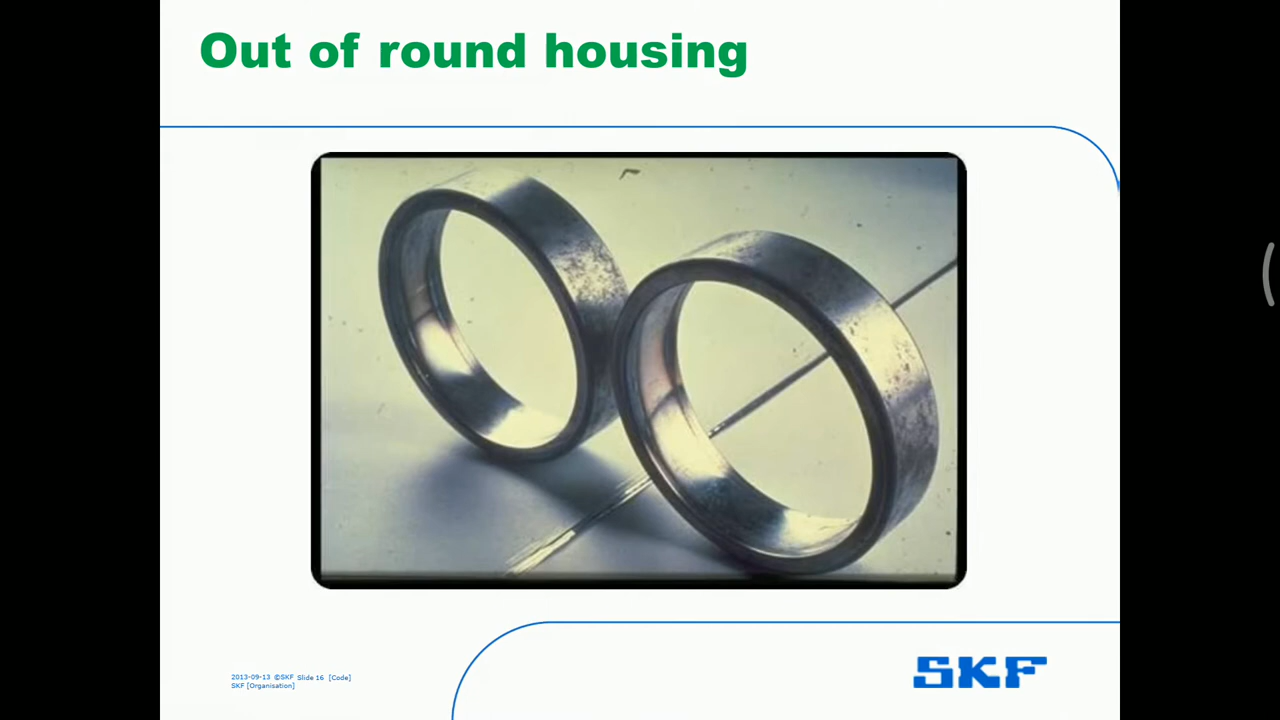 Out of round housing
2013-09-13 ©SKF Slide 16 [Code]
SKF [Organisation]
SKF